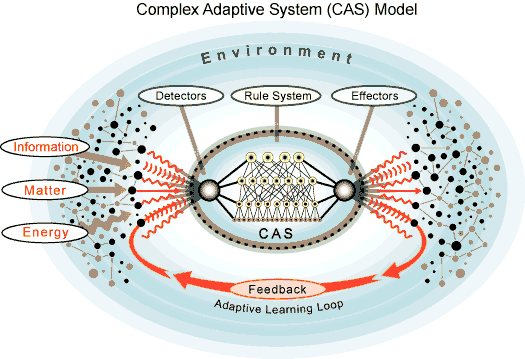 Complex Adaptive System (CAS) Model
Environment
Detectors
Rule System
Effectors
Information
Matter
Energy
CAS
Feedback
Adaptive Learning Loop